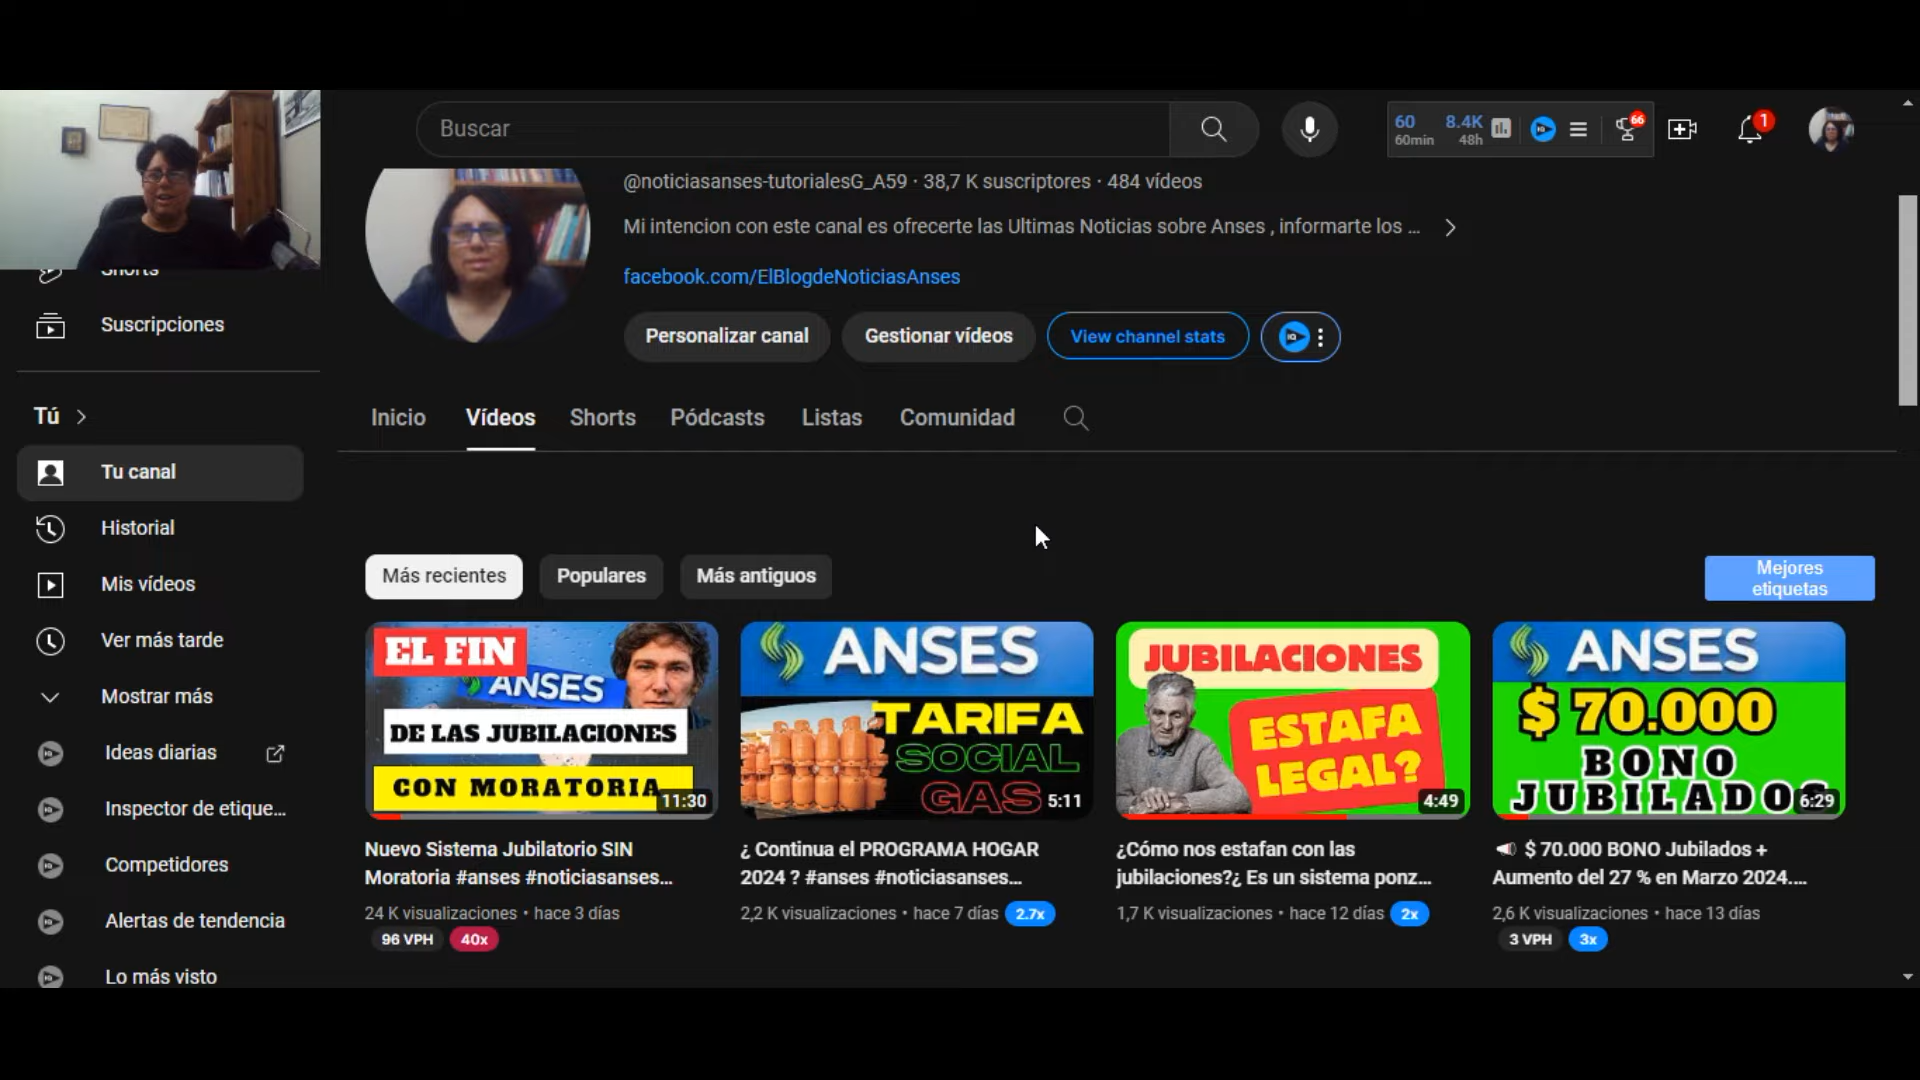 Buscar
60
60min
8.4K
48h
66
1
@noticiasanses-tutorialesG_A59 · 38,7 K suscriptores · 484 vídeos
Mi intencion con este canal es ofrecerte las Ultimas Noticias sobre Anses , informarte los ...
facebook.com/ElBlogdeNoticiasAnses
Personalizar canal
Gestionar vídeos
View channel stats
Shorts
Suscripciones
Tú
Tu canal
Historial
Mis vídeos
Ver más tarde
Mostrar más
Ideas diarias
Inspector de etique...
Competidores
Alertas de tendencia
Lo más visto
Inicio
Vídeos
Shorts
Pódcasts
Listas
Comunidad
Más recientes
Populares
Más antiguos
Mejores
etiquetas
EL FIN
ANSES
DE LAS JUBILACIONES
CON MORATORIA
11:30
Nuevo Sistema Jubilatorio SIN
Moratoria #anses #noticiasanses...
24 K visualizaciones • hace 3 días
96 VPH
40x
ANSES
TARIFA
SOCIAL
GAS
5:11
¿ Continua el PROGRAMA HOGAR
2024 ? #anses #noticiasanses...
2,2 K visualizaciones • hace 7 días
2.7x
JUBILACIONES
ESTAFA
LEGAL?
4:49
¿Cómo nos estafan con las
jubilaciones?¿ Es un sistema ponz...
1,7 K visualizaciones • hace 12 días
2x
ANSES
$ 70.000
BONO
JUBILADO
6:29
$ 70.000 BONO Jubilados +
Aumento del 27 % en Marzo 2024....
2,6 K visualizaciones • hace 13 días
3 VPH
3x